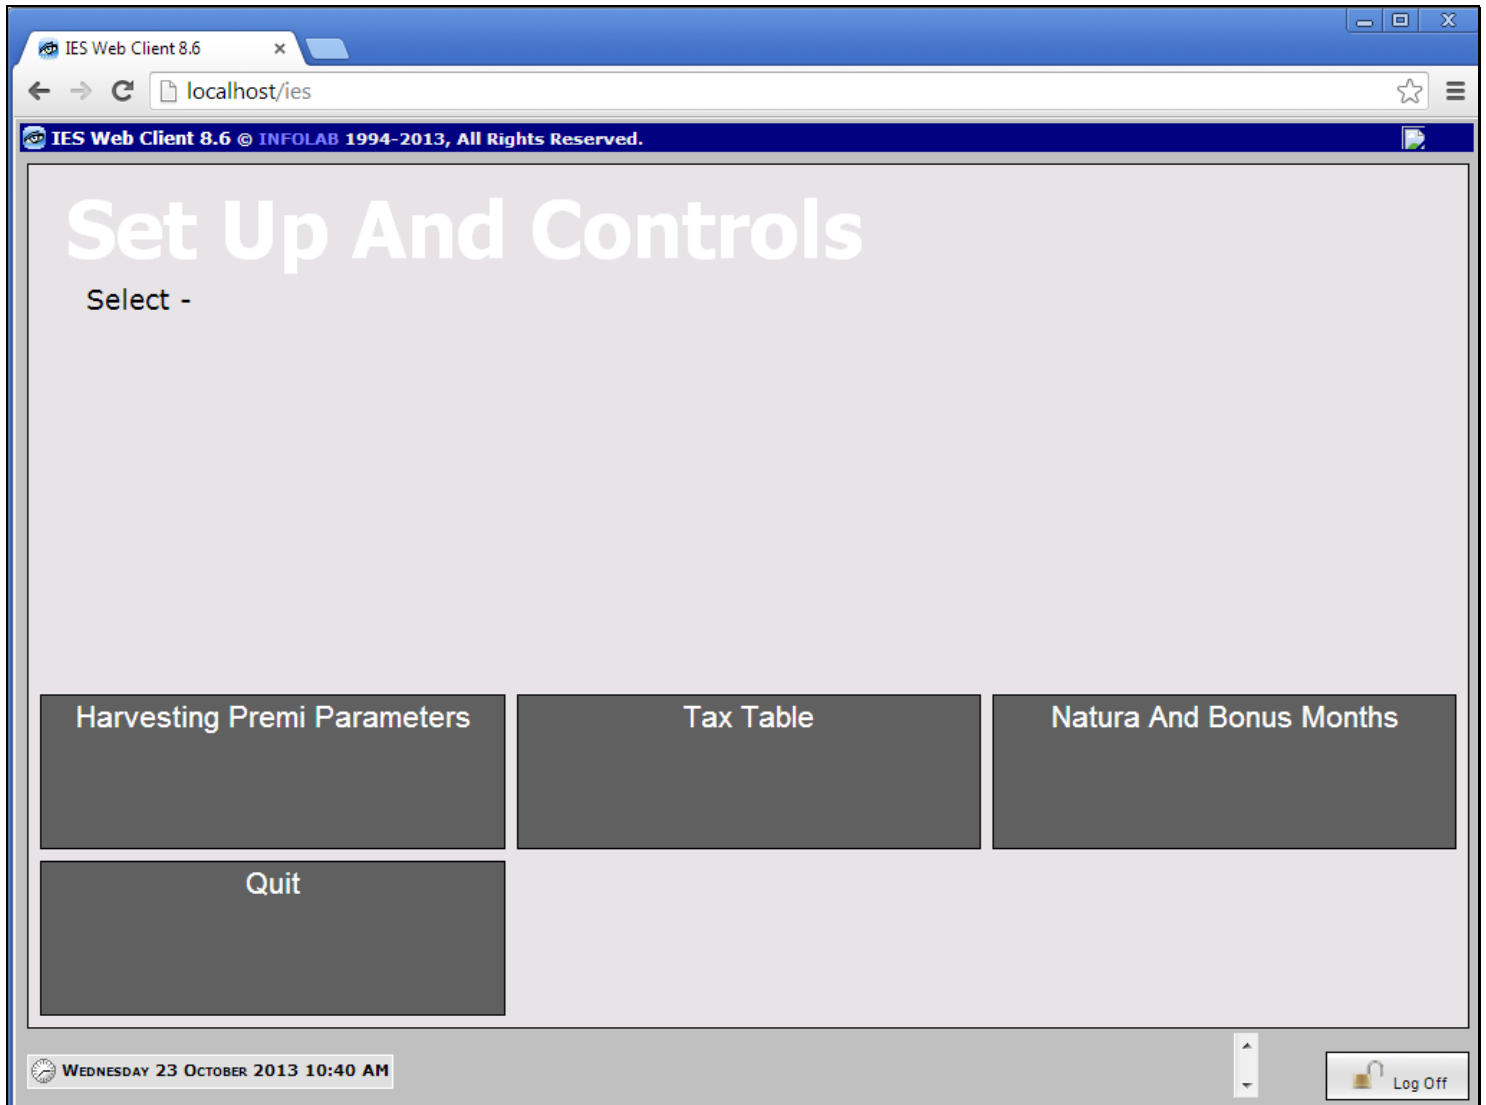 IES Web Client 8.6
localhost/ies
IES Web Client 8.6 © INFOLAB 1994-2013, All Rights Reserved.
Set Up And Controls
Select -
Harvesting Premi Parameters
Tax Table
Natura And Bonus Months
Quit
Wednesday 23 October 2013 10:40 AM
Log Off